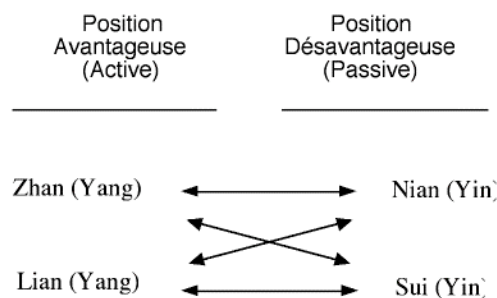 Position
Avantageuse
(Active)
Position
Désavantageuse
(Passive)
Zhan (Yang)
Nian (Yin)
Lian (Yang)
Sui (Yin)